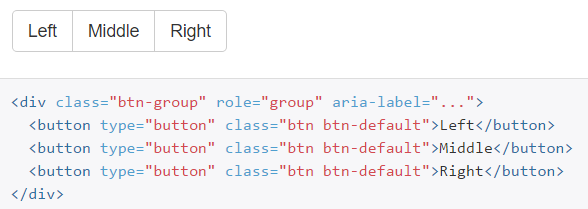 Left Middle Right
<div class="btn-group" role="group" aria-label="...">
  <button type="button" class="btn btn-default">Left</button>
  <button type="button" class="btn btn-default">Middle</button>
  <button type="button" class="btn btn-default">Right</button>
</div>